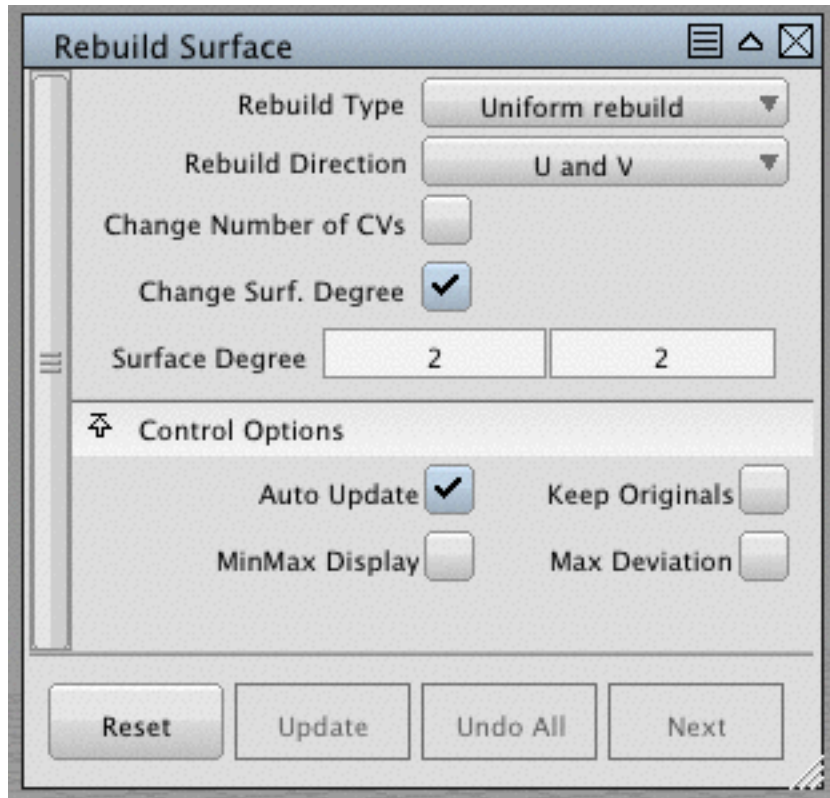 Rebuild Surface
Rebuild Type Uniform rebuild
Rebuild Direction U and V
Change Number of CVs
Change Surf. Degree
Surface Degree 2 2
Control Options
Auto Update Keep Originals
MinMax Display Max Deviation
Reset Update Undo All Next